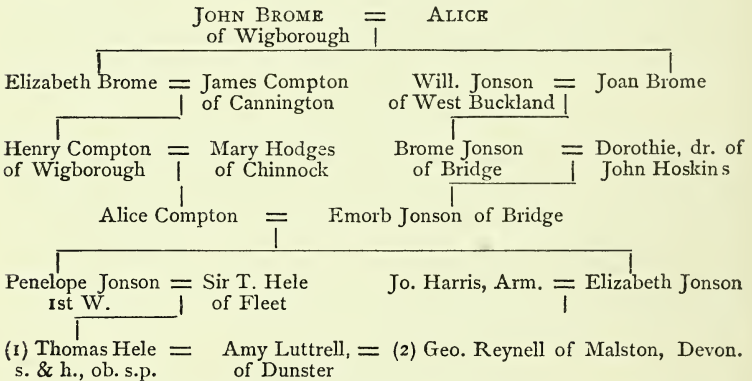 JOHN BROME = ALICE
of Wigborough
Elizabeth Brome = James Compton Will. Jonson = Joan Brome
of Cannington of West Buckland
Henry Compton = Mary Hodges Brome Jonson = Dorothie, dr. of
of Wigborough of Chinnock of Bridge John Hoskins
Alice Compton = Emorb Jonson of Bridge
Penelope Jonson = Sir T. Hele Jo. Harris, Arm. = Elizabeth Jonson
1st W. of Fleet
(1) Thomas Hele = Amy Luttrell, = (2) Geo. Reynell of Malston, Devon.
s. & h., ob. s.p. of Dunster